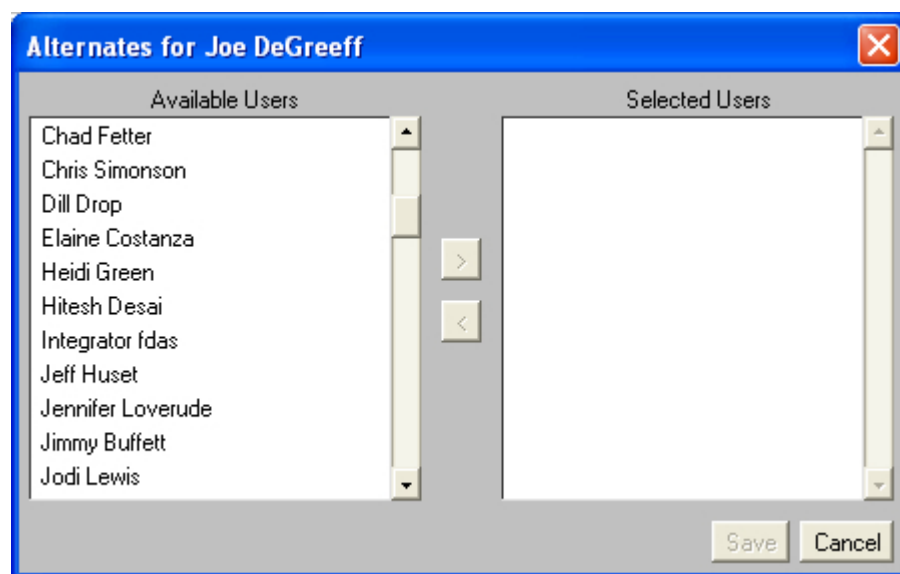 Alternates for Joe DeGreeff
Available Users
Selected Users
Chad Fetter
Chris Simonson
Dill Drop
Elaine Costanza
Heidi Green
Hitesh Desai
Integrator fdas
Jeff Huset
Jennifer Loverude
Jimmy Buffett
Jodi Lewis
>
<
Save
Cancel